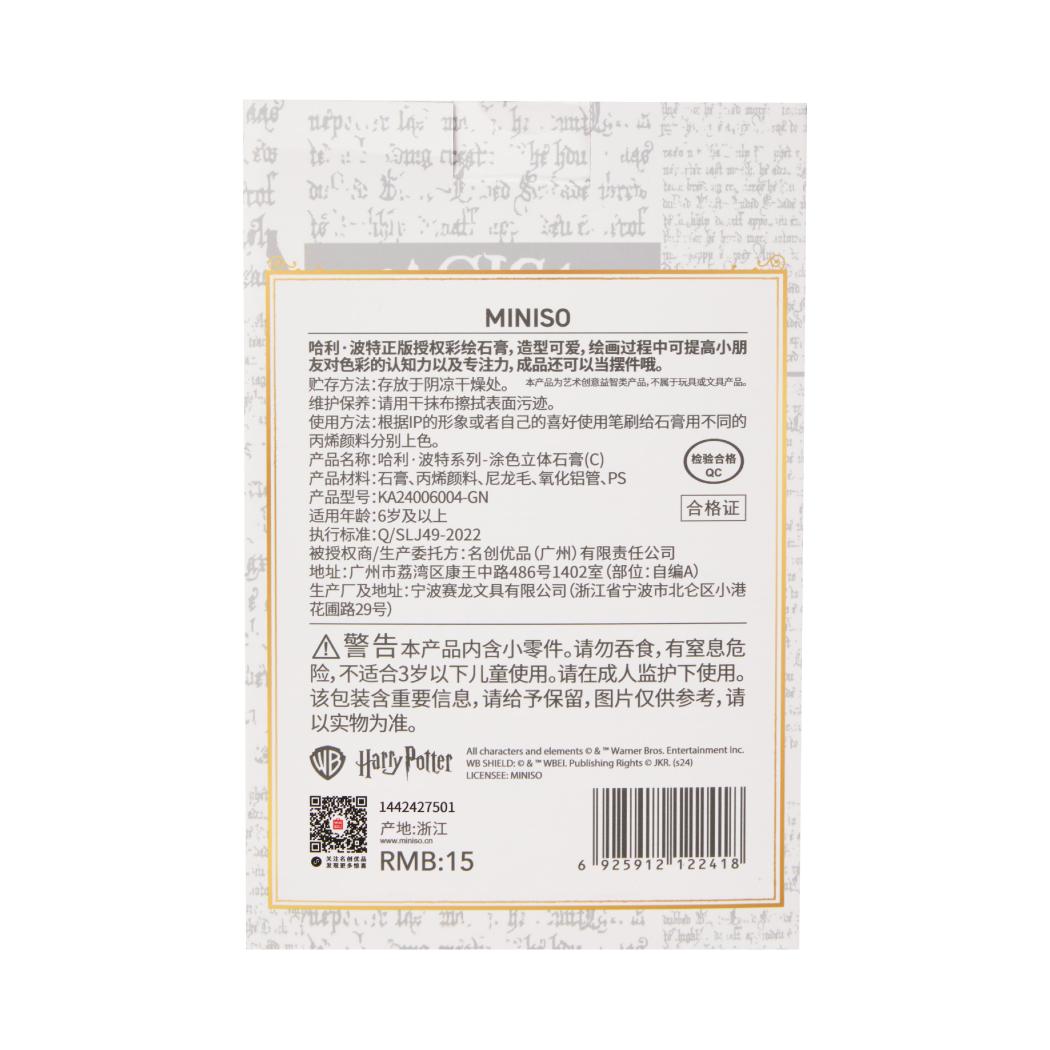 MINISO
哈利·波特正版授权彩绘石膏，造型可爱，绘画过程中可提高小朋
友对色彩的认知力以及专注力，成品还可以当摆件哦。
贮存方法：存放于阴凉干燥处。 本产品为艺术创意益智类产品，不属于玩具或文具产品。
维护保养：请用干抹布擦拭表面污迹。
使用方法：根据IP的形象或者自己的喜好使用笔刷给石膏用不同的
丙烯颜料分别上色。
产品名称：哈利·波特系列-涂色立体石膏(C)
检验合格
QC
产品材料：石膏、丙烯颜料、尼龙毛、氧化铝管、PS
产品型号：KA24006004-GN
合格证
适用年龄：6岁及以上
执行标准：Q/SLJ49-2022
被授权商/生产委托方：名创优品（广州）有限责任公司
地址：广州市荔湾区康王中路486号1402室（部位：自编A）
生产厂及地址：宁波赛龙文具有限公司（浙江省宁波市北仑区小港
花圃路29号）
警告本产品内含小零件。请勿吞食，有窒息危
险，不适合3岁以下儿童使用。请在成人监护下使用。
该包装含重要信息，请给予保留，图片仅供参考，请
以实物为准。
WB Harry Potter
All characters and elements © & ™ Warner Bros. Entertainment Inc.
WB SHIELD: © & ™ WBEI. Publishing Rights © JKR. (s24)
LICENSEE: MINISO
1442427501
产地:浙江
www.miniso.cn
RMB:15
关注名创优品
发现更多惊喜
6 925912 122418